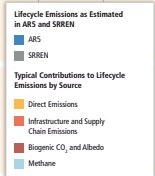 Lifecycle Emissions as Estimated
in AR5 and SRREN
AR5
SRREN
Typical Contributions to Lifecycle
Emissions by Source
Direct Emissions
Infrastructure and Supply
Chain Emissions
Biogenic CO₂ and Albedo
Methane